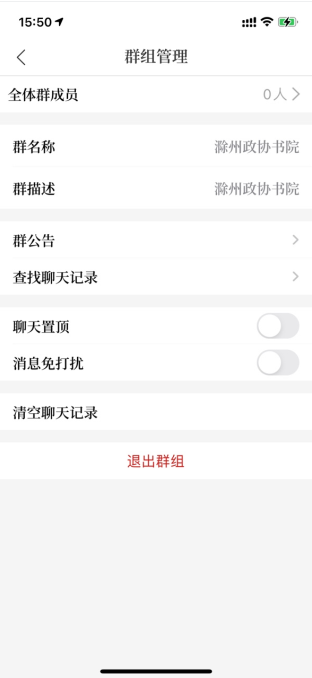 15:50
群组管理
全体群成员 0人
群名称 滁州政协书院
群描述 滁州政协书院
群公告
查找聊天记录
聊天置顶
消息免打扰
清空聊天记录
退出群组